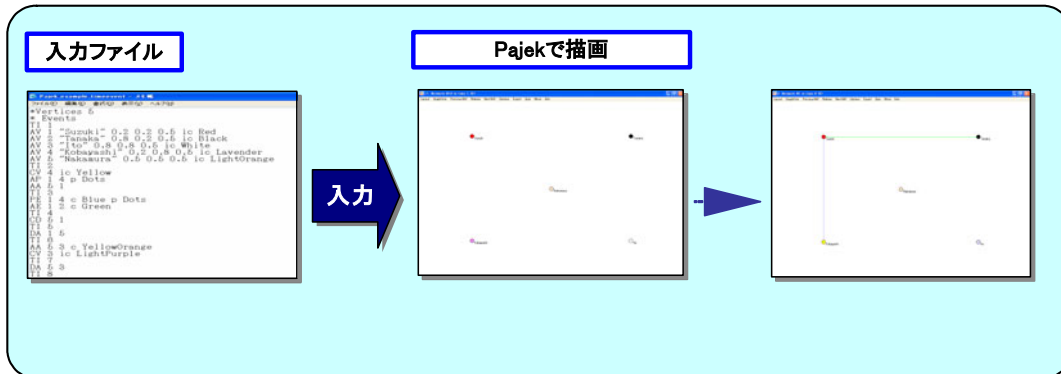 入力ファイル
Pajekで描画
*Vertices 5
* Events
TI 1
AV 1 "Suzuki" 0.2 0.2 0.5 ic Red
AV 2 "Tanaka" 0.8 0.2 0.5 ic Black
AV 3 "Ito" 0.8 0.8 0.5 ic White
AV 4 "Kobayashi" 0.2 0.8 0.5 ic Lavender
AV 5 "Nakamura" 0.5 0.5 0.5 ic LightOrange
TI 2
CV 4 ic Yellow
AP 1 4 p Dots
AA 5 1
TI 3
PE 1 4 c Blue p Dots
AE 1 2 c Green
TI 4
CD 5 1
TI 5
DA 1 5
TI 6
AA 5 3 c YellowOrange
CV 3 ic LightPurple
TI 7
DA 5 3
TI 8
入力